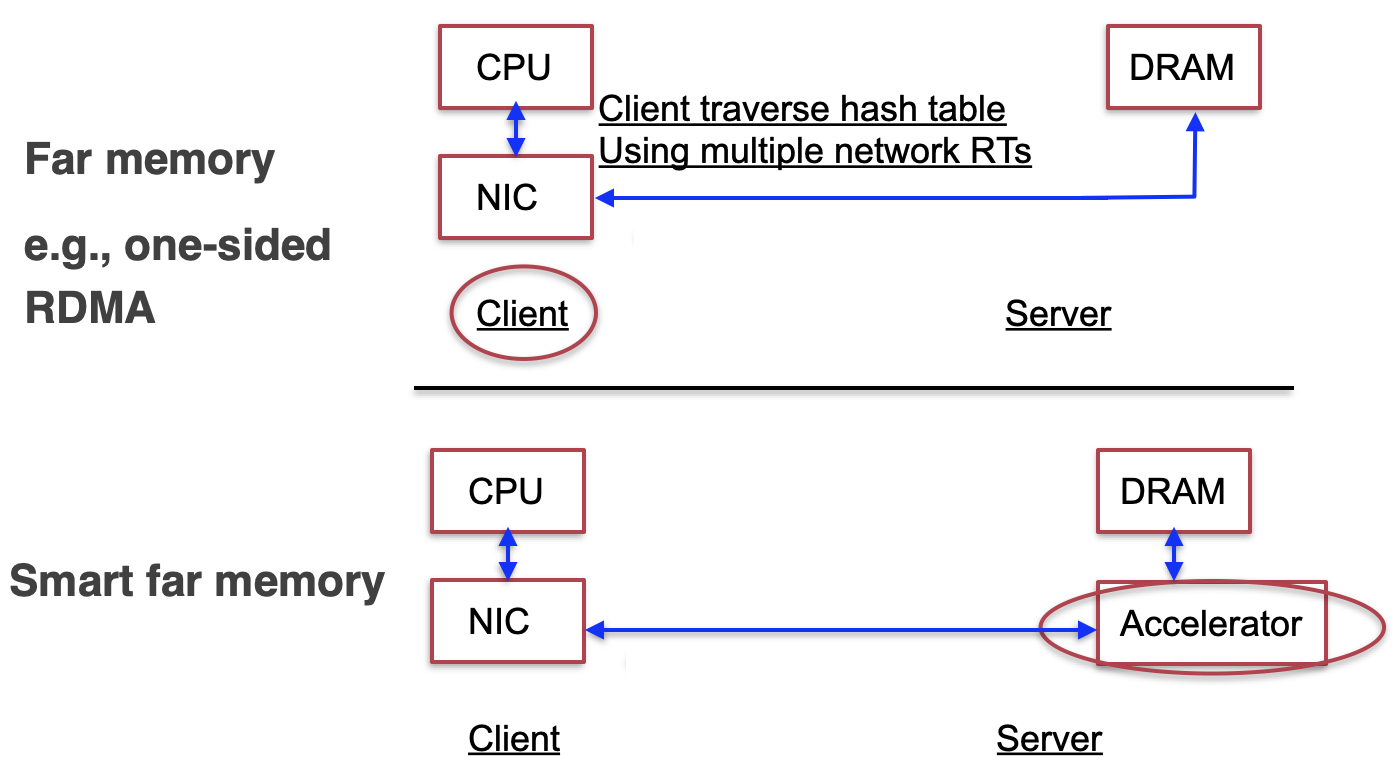 CPU
DRAM
Client traverse hash table
Using multiple network RTs
Far memory
NIC
e.g., one-sided
RDMA
Client
Server
CPU
DRAM
Smart far memory
NIC
Accelerator
Client
Server